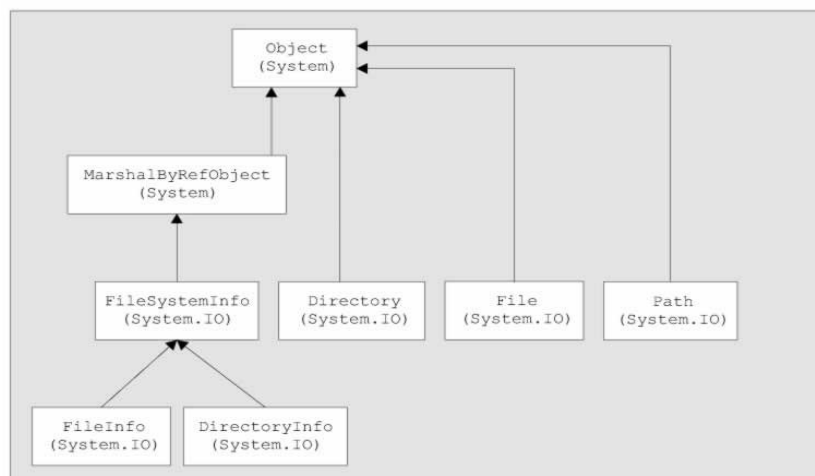 Object
(System)
MarshalByRefObject
(System)
FileSystemInfo
(System.IO)
Directory
(System.IO)
File
(System.IO)
Path
(System.IO)
FileInfo
(System.IO)
DirectoryInfo
(System.IO)